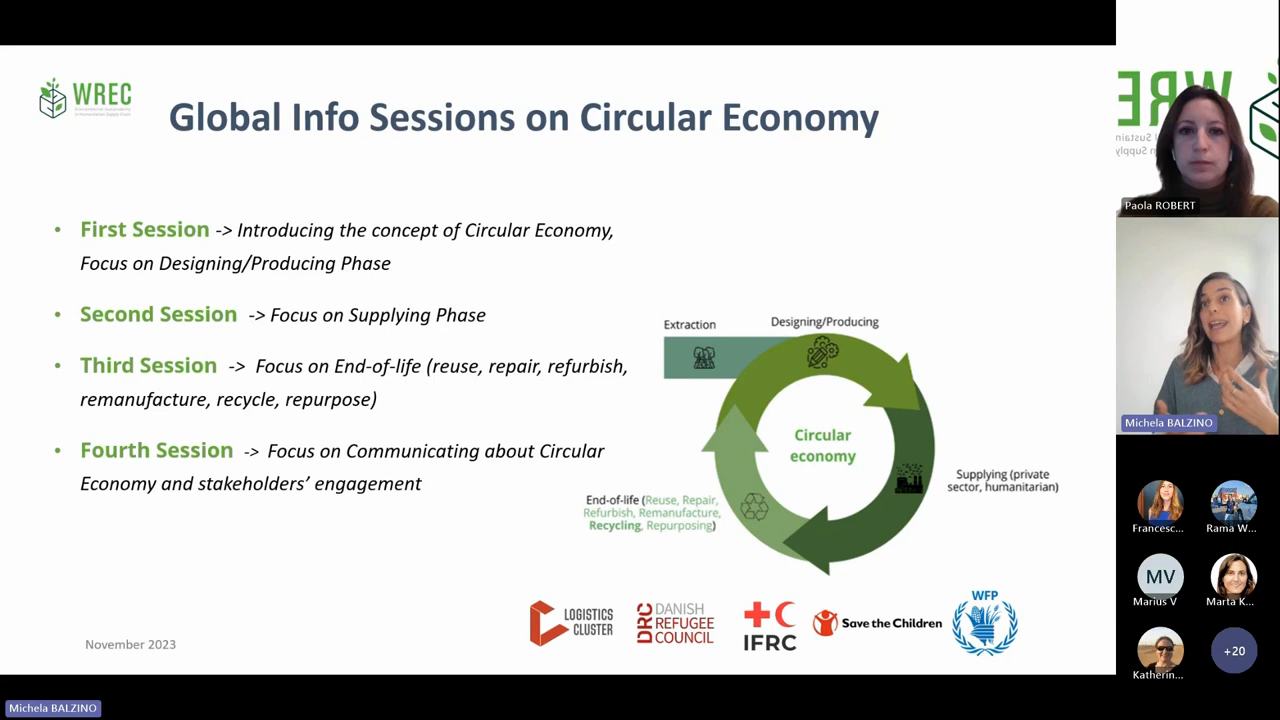 WREC
Global Info Sessions on Circular Economy
• First Session -> Introducing the concept of Circular Economy,
Focus on Designing/Producing Phase
• Second Session -> Focus on Supplying Phase
• Third Session -> Focus on End-of-life (reuse, repair, refurbish,
remanufacture, recycle, repurpose)
• Fourth Session -> Focus on Communicating about Circular
Economy and stakeholders’ engagement
Extraction
Designing/Producing
Circular
economy
Supplying (private
sector, humanitarian)
End-of-life (Reuse, Repair,
Refurbish, Remanufacture,
Recycling, Repurposing)
LOGISTICS
CLUSTER
DRC DANISH
REFUGEE
COUNCIL
IFRC
Save the Children
WFP
November 2023
WRE
Sustai
n Supply
Paola ROBERT
Michela BALZINO
Francesc...
Rama W...
MV
Marius V
Marta K...
Katherin...
+20
Michela BALZINO